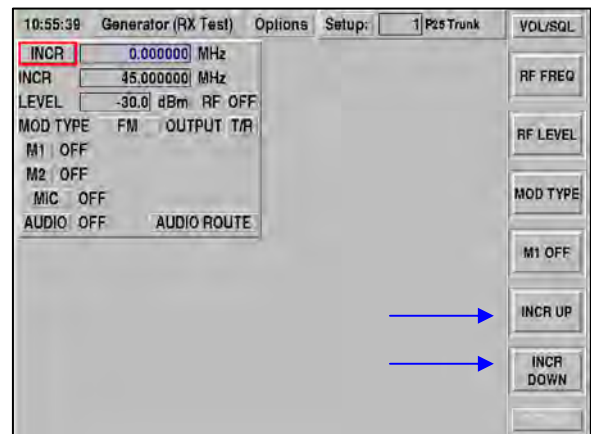 10:55:39 Generator (RX Test) Options Setup: 1 P25 Trunk
INCR 0.000000 MHz
INCR 45.000000 MHz
LEVEL -30.0 dBm RF OFF
MOD TYPE FM OUTPUT T/R
M1 OFF
M2 OFF
MIC OFF
AUDIO OFF AUDIO ROUTE
VOL/SQL
RF FREQ
RF LEVEL
MOD TYPE
M1 OFF
INCR UP
INCR
DOWN